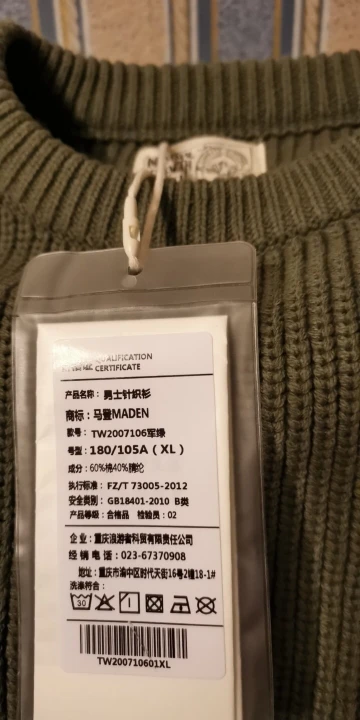 QUALIFICATION
CERTIFICATE
产品名称：男士针织衫
商标：马登MADEN
款号：TW2007106军绿
号型：180/105A（XL）
成分：60%棉40%腈纶
执行标准：FZ/T 73005-2012
安全类别：GB18401-2010 B类
产品等级：合格品 检验员：02
企业：重庆浪游者科贸有限责任公司
经销电话：023-67370908
地址：重庆市渝中区时代天街16号2幢18-1#
洗涤符合：
30
TW200710601XL